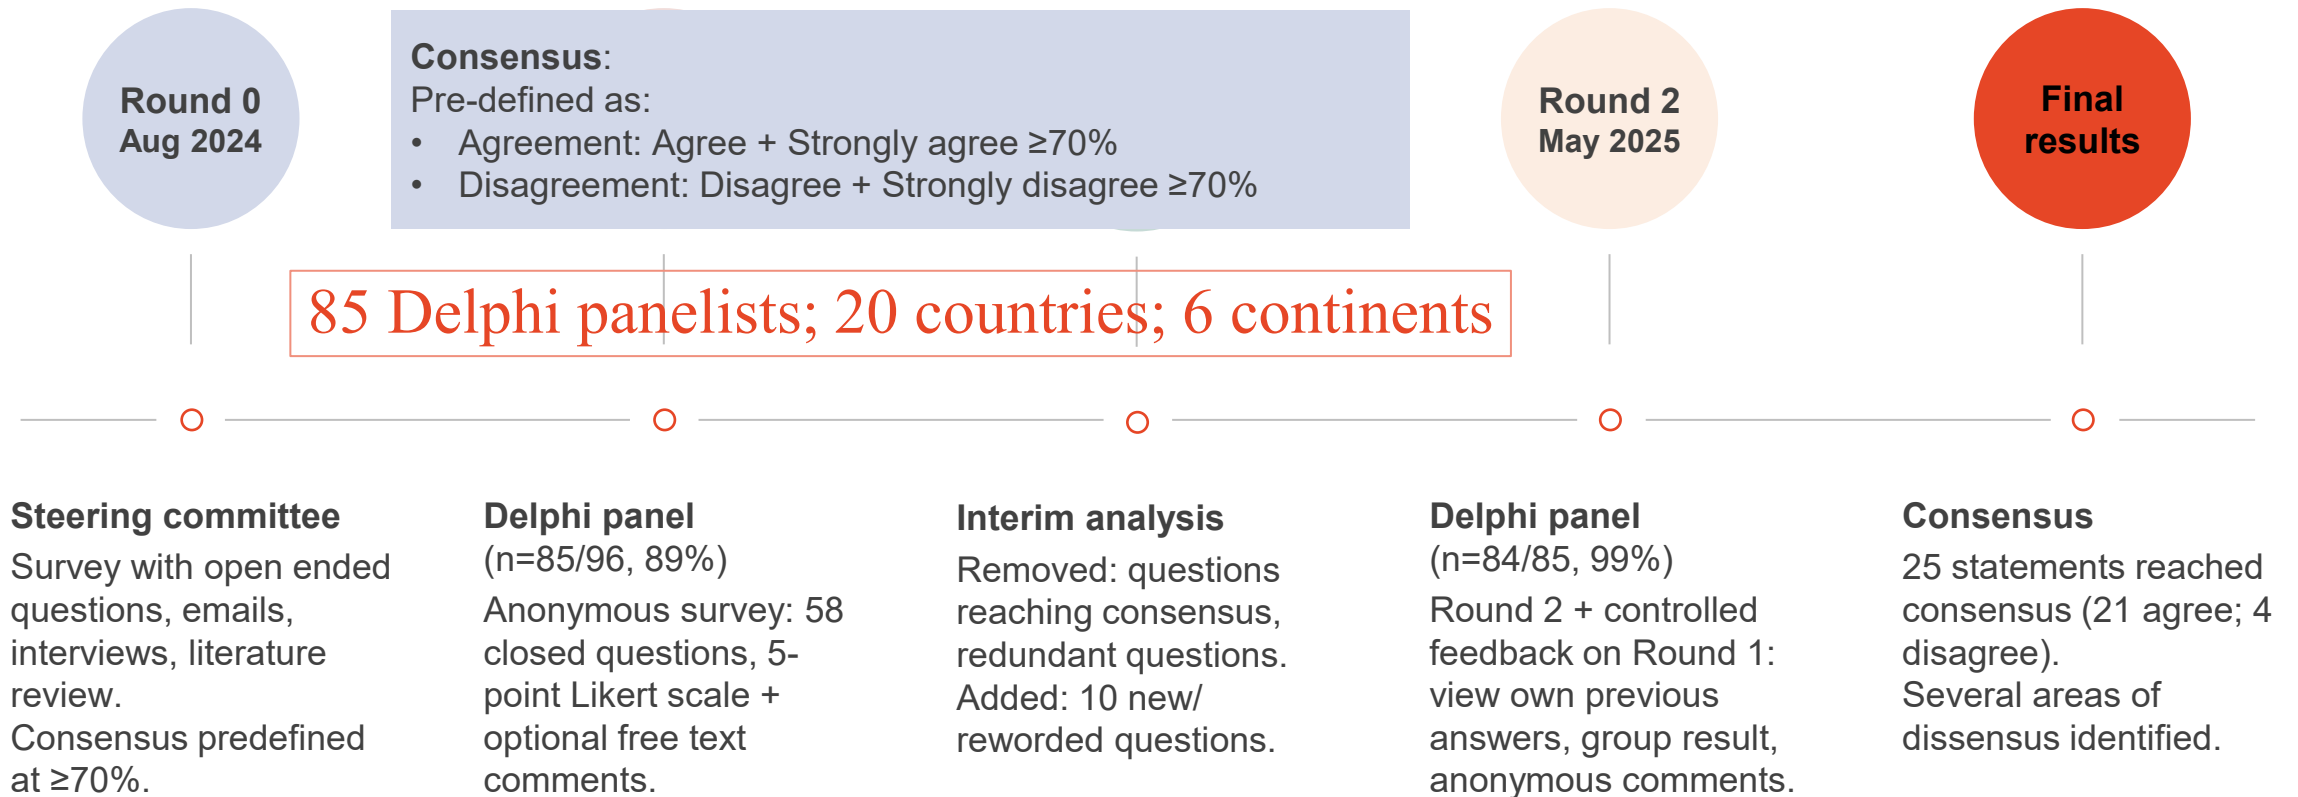 Round 0
Aug 2024
Consensus:
Pre-defined as:
• Agreement: Agree + Strongly agree ≥70%
• Disagreement: Disagree + Strongly disagree ≥70%
Round 2
May 2025
Final
results
85 Delphi panelists; 20 countries; 6 continents
Steering committee
Survey with open ended
questions, emails,
interviews, literature
review.
Consensus predefined
at ≥70%.
Delphi panel
(n=85/96, 89%)
Anonymous survey: 58
closed questions, 5-
point Likert scale +
optional free text
comments.
Interim analysis
Removed: questions
reaching consensus,
redundant questions.
Added: 10 new/
reworded questions.
Delphi panel
(n=84/85, 99%)
Round 2 + controlled
feedback on Round 1:
view own previous
answers, group result,
anonymous comments.
Consensus
25 statements reached
consensus (21 agree; 4
disagree).
Several areas of
dissensus identified.